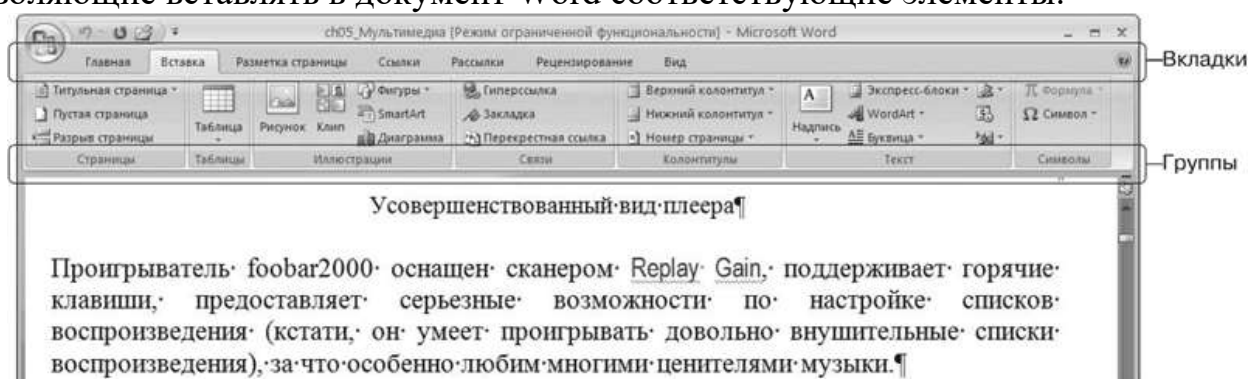 воляющие вставлять в документ Word соответствующие элементы.
ch05_Мультимедиа [Режим ограниченной функциональности] - Microsoft Word
Главная Вставка Разметка страницы Ссылки Рассылки Рецензирование Вид
Вкладки
Титульная страница
Пустая страница
Разрыв страницы
Таблица
Рисунок
Клип
Фигуры
SmartArt
Диаграмма
Гиперссылка
Закладка
Перекрестная ссылка
Верхний колонтитул
Нижний колонтитул
Номер страницы
Надпись
Экспресс-блоки
WordArt
Буквица
Формула
Символ
Страницы Таблицы Иллюстрации Связи Колонтитулы Текст Символы
Группы
Усовершенствованный·вид·плеера¶
Проигрыватель· foobar2000· оснащен· сканером· Replay· Gain,· поддерживает· горячие·
клавиши,· предоставляет· серьезные· возможности· по· настройке· списков·
воспроизведения· (кстати,· он· умеет· проигрывать· довольно· внушительные· списки·
воспроизведения),·за·что·особенно·любим·многими·ценителями·музыки.¶